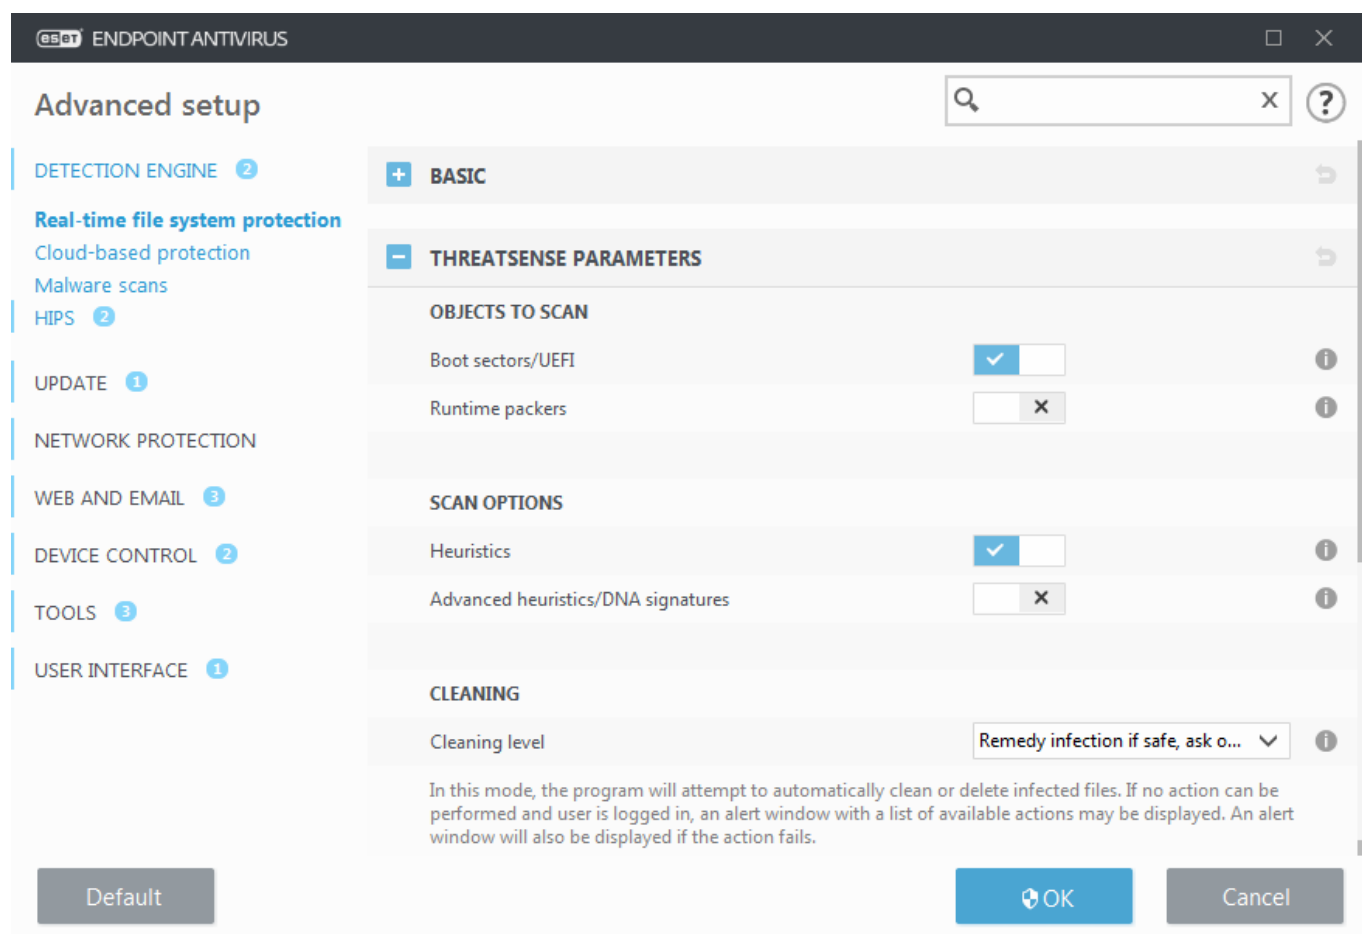 eset ENDPOINT ANTIVIRUS
Advanced setup
x
?
DETECTION ENGINE 2
Real-time file system protection
Cloud-based protection
Malware scans
HIPS 2
UPDATE 1
NETWORK PROTECTION
WEB AND EMAIL 3
DEVICE CONTROL 2
TOOLS 3
USER INTERFACE 1
BASIC
THREATSENSE PARAMETERS
OBJECTS TO SCAN
Boot sectors/UEFI
Runtime packers
SCAN OPTIONS
Heuristics
Advanced heuristics/DNA signatures
CLEANING
Cleaning level
Remedy infection if safe, ask o...
In this mode, the program will attempt to automatically clean or delete infected files. If no action can be
performed and user is logged in, an alert window with a list of available actions may be displayed. An alert
window will also be displayed if the action fails.
Default
OK
Cancel